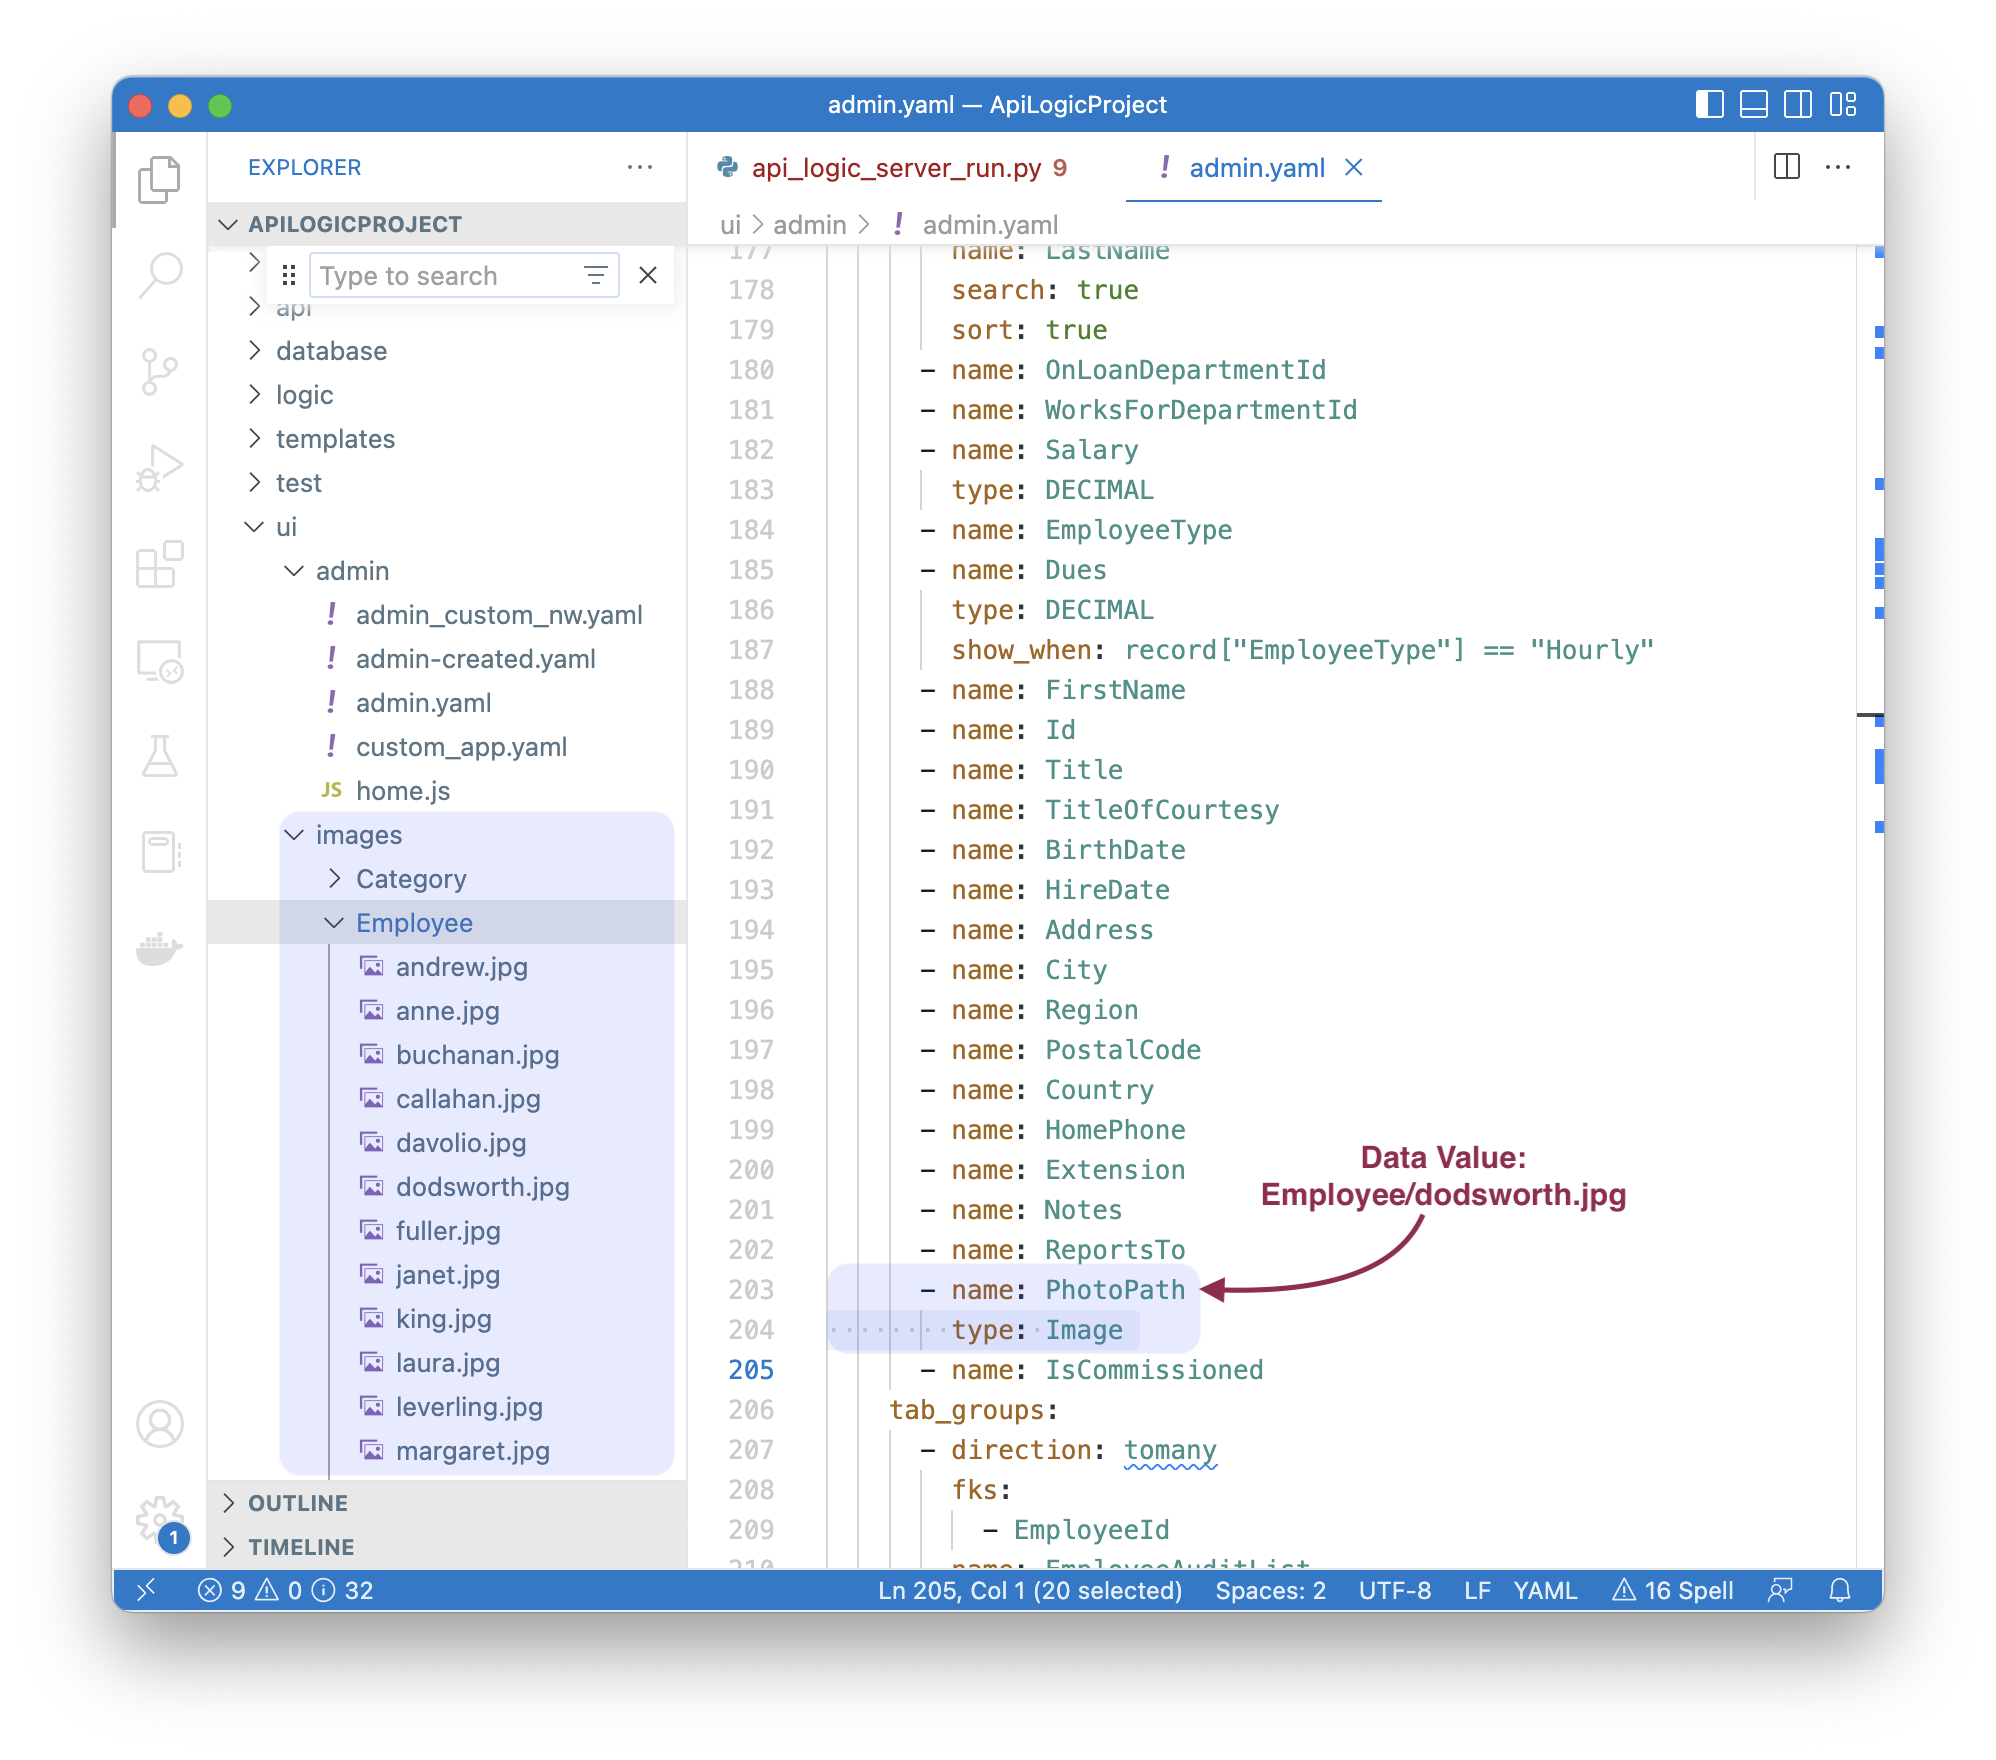 admin.yaml — ApiLogicProject
EXPLORER
APILOGICPROJECT
Type to search
api
database
logic
templates
test
ui
admin
admin_custom_nw.yaml
admin-created.yaml
admin.yaml
custom_app.yaml
JS home.js
images
Category
Employee
andrew.jpg
anne.jpg
buchanan.jpg
callahan.jpg
davolio.jpg
dodsworth.jpg
fuller.jpg
janet.jpg
king.jpg
laura.jpg
leverling.jpg
margaret.jpg
OUTLINE
TIMELINE
1
api_logic_server_run.py 9
! admin.yaml
ui > admin > ! admin.yaml
177 name: LastName
178 search: true
179 sort: true
180 - name: OnLoanDepartmentId
181 - name: WorksForDepartmentId
182 - name: Salary
183 type: DECIMAL
184 - name: EmployeeType
185 - name: Dues
186 type: DECIMAL
187 show_when: record["EmployeeType"] == "Hourly"
188 - name: FirstName
189 - name: Id
190 - name: Title
191 - name: TitleOfCourtesy
192 - name: BirthDate
193 - name: HireDate
194 - name: Address
195 - name: City
196 - name: Region
197 - name: PostalCode
198 - name: Country
199 - name: HomePhone
200 - name: Extension
201 - name: Notes
202 - name: ReportsTo
203 - name: PhotoPath
204 type: Image
205 - name: IsCommissioned
206 tab_groups:
207 - direction: tomany
208 fks:
209 - EmployeeId
210 name: EmployeeAuditList
Data Value:
Employee/dodsworth.jpg
9 0 32
Ln 205, Col 1 (20 selected) Spaces: 2 UTF-8 LF YAML 16 Spell